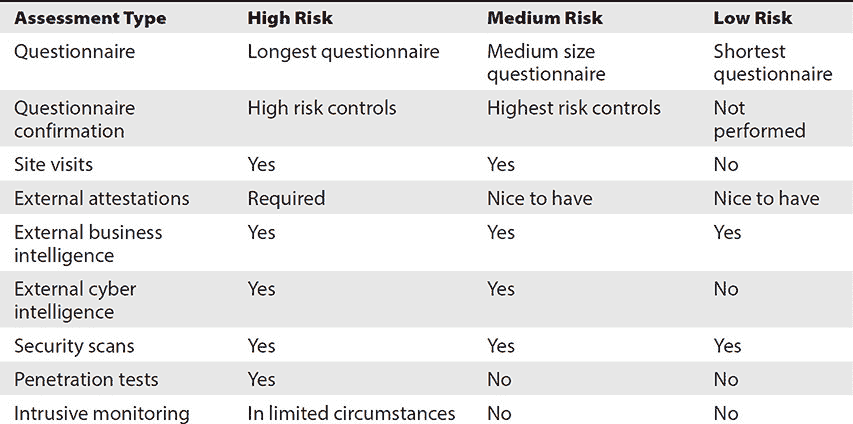 Assessment Type High Risk Medium Risk Low Risk
Questionnaire Longest questionnaire Medium size Shortest
questionnaire questionnaire
Questionnaire High risk controls Highest risk controls Not
confirmation performed
Site visits Yes Yes No
External attestations Required Nice to have Nice to have
External business Yes Yes Yes
intelligence
External cyber Yes Yes No
intelligence
Security scans Yes Yes Yes
Penetration tests Yes No No
Intrusive monitoring In limited circumstances No No